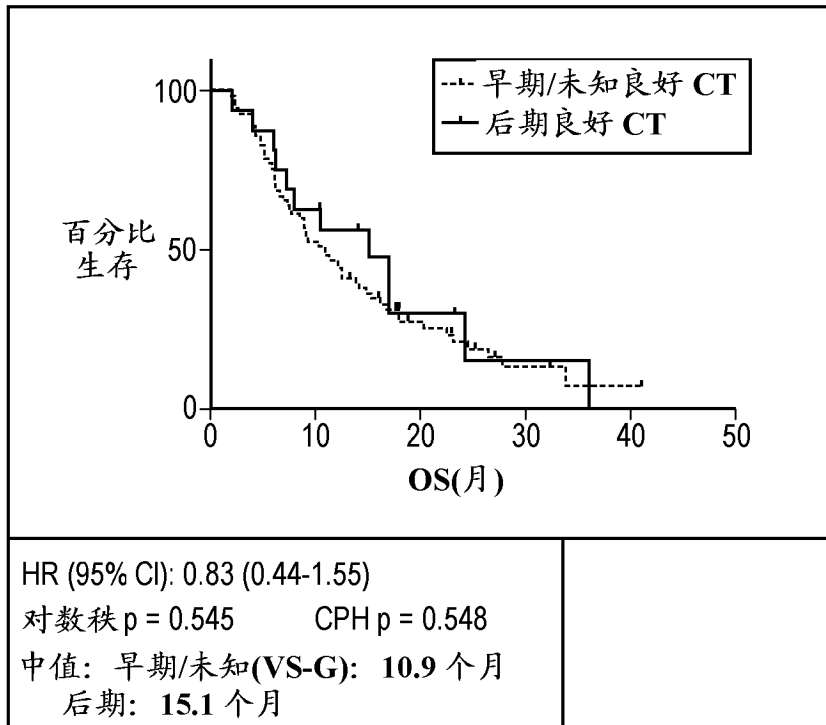 早期/未知良好 CT
后期良好 CT
100
50
0
百分比
生存
0 10 20 30 40 50
OS(月)
HR (95% CI): 0.83 (0.44-1.55)
对数秩 p = 0.545 CPH p = 0.548
中值: 早期/未知(VS-G): 10.9 个月
后期: 15.1 个月